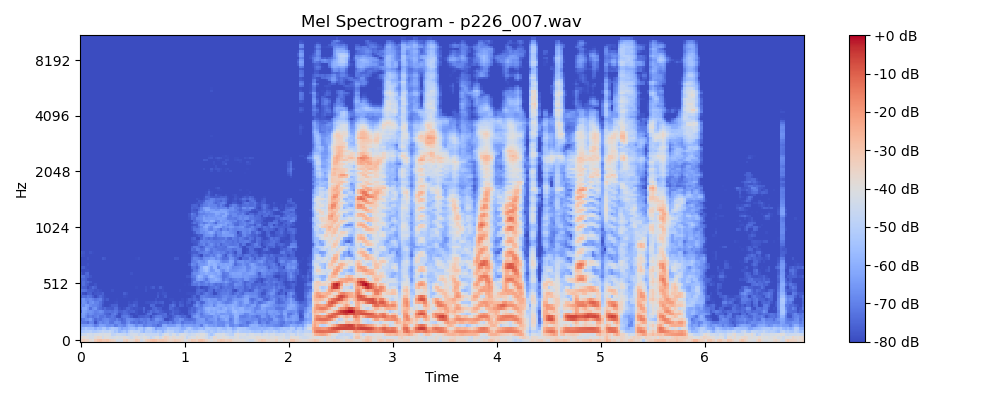 Mel Spectrogram - p226_007.wav
8192
4096
2048
1024
512
0
Hz
0 1 2 3 4 5 6
Time
+0 dB
-10 dB
-20 dB
-30 dB
-40 dB
-50 dB
-60 dB
-70 dB
-80 dB